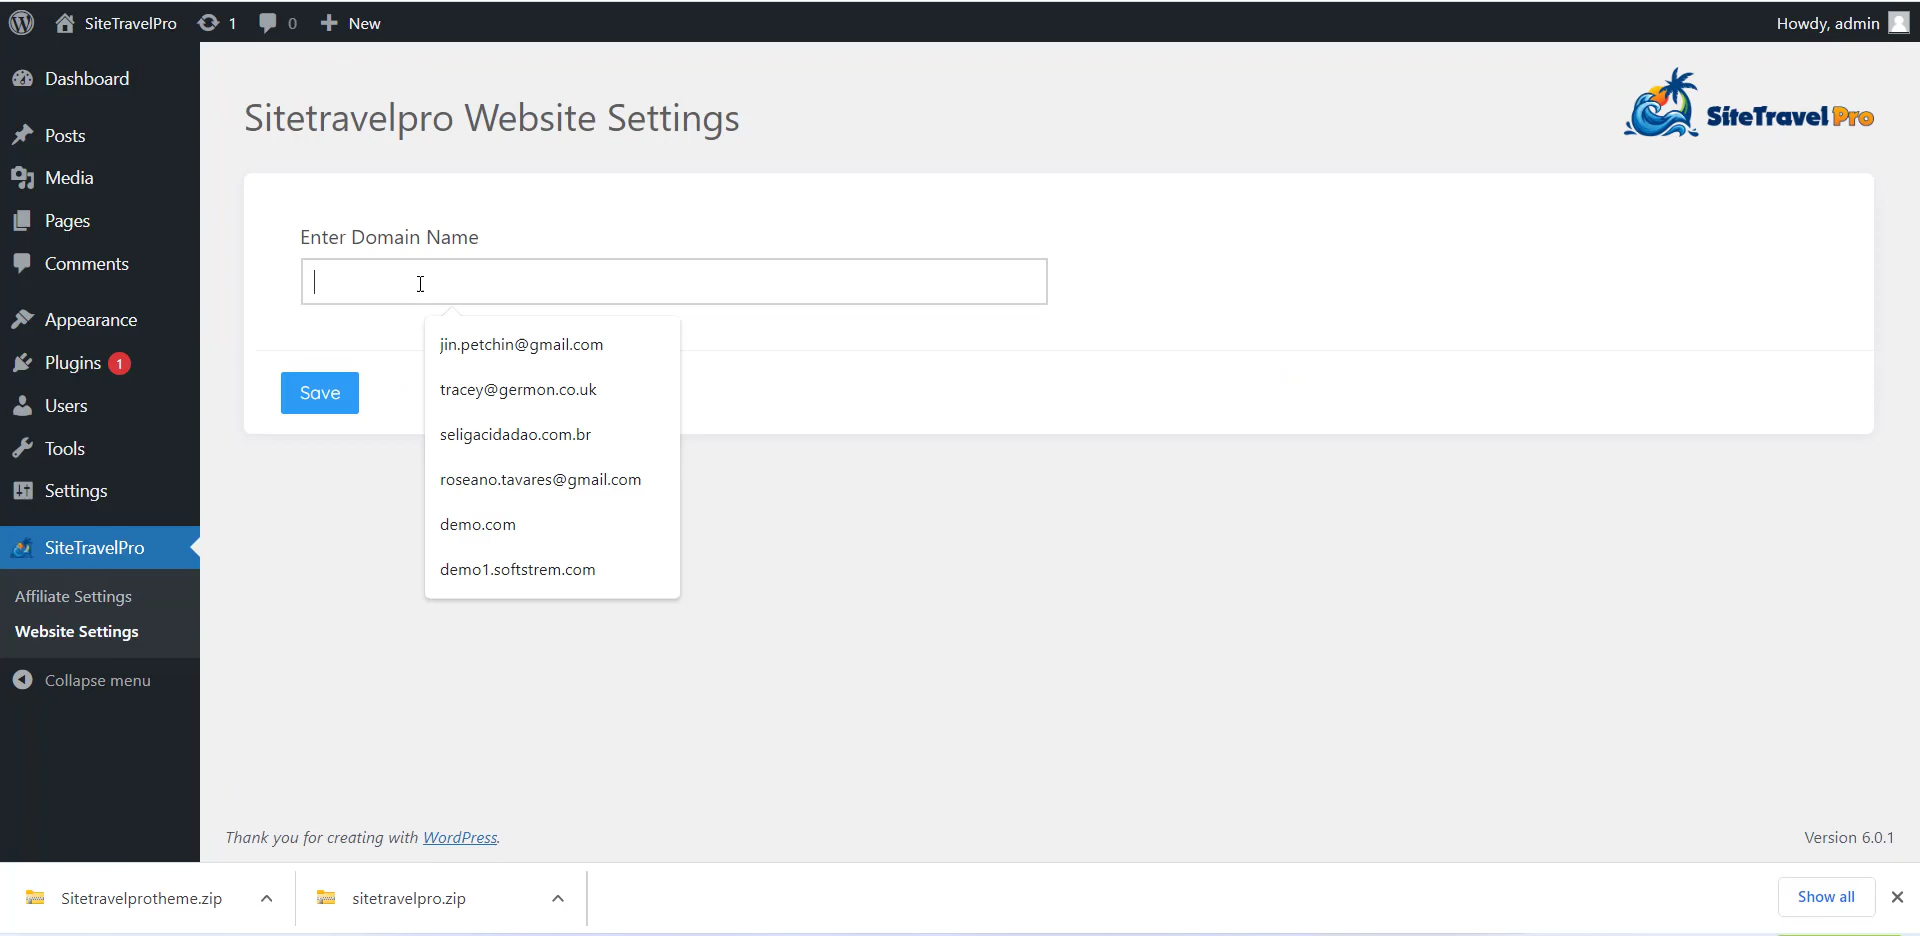 SiteTravelPro 1 0 New Howdy, admin
Dashboard
Posts
Media
Pages
Comments
Appearance
Plugins 1
Users
Tools
Settings
SiteTravelPro
Affiliate Settings
Website Settings
Collapse menu
Sitetravelpro Website Settings
SiteTravel Pro
Enter Domain Name
jin.petchin@gmail.com
tracey@germon.co.uk
seligacidadao.com.br
roseano.tavares@gmail.com
demo.com
demo1.softstrem.com
Save
Thank you for creating with WordPress.
Version 6.0.1
Sitetravelprotheme.zip
sitetravelpro.zip
Show all